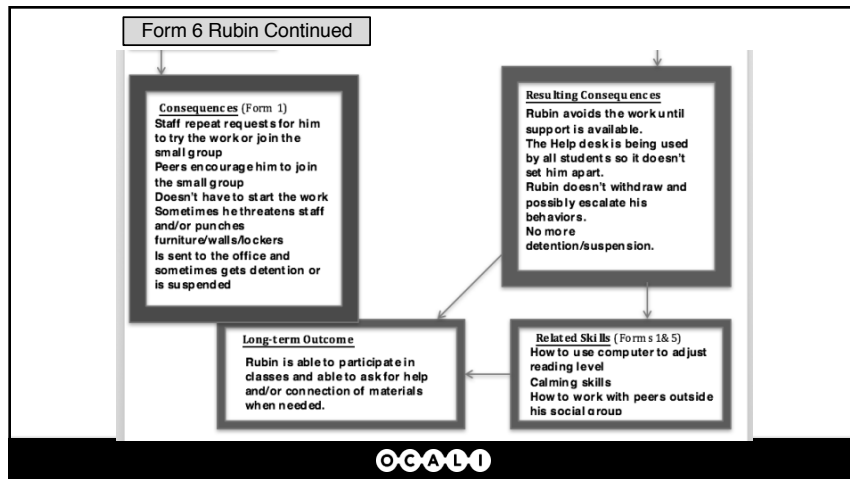 Form 6 Rubin Continued
Consequences (Form 1)
Staff repeat requests for him
to try the work or join the
small group
Peers encourage him to join
the small group
Doesn't have to start the work
Sometimes he threatens staff
and/or punches
furniture/walls/lockers
Is sent to the office and
sometimes gets detention or
is suspended
Resulting Consequences
Rubin avoids the work until
support is available.
The Help desk is being used
by all students so it doesn't
set him apart.
Rubin doesn't withdraw and
possibly escalate his
behaviors.
No more
detention/suspension.
Long-term Outcome
Rubin is able to participate in
classes and able to ask for help
and/or connection of materials
when needed.
Related Skills (Forms 1& 5)
How to use computer to adjust
reading level
Calming skills
How to work with peers outside
his social group
OCALI